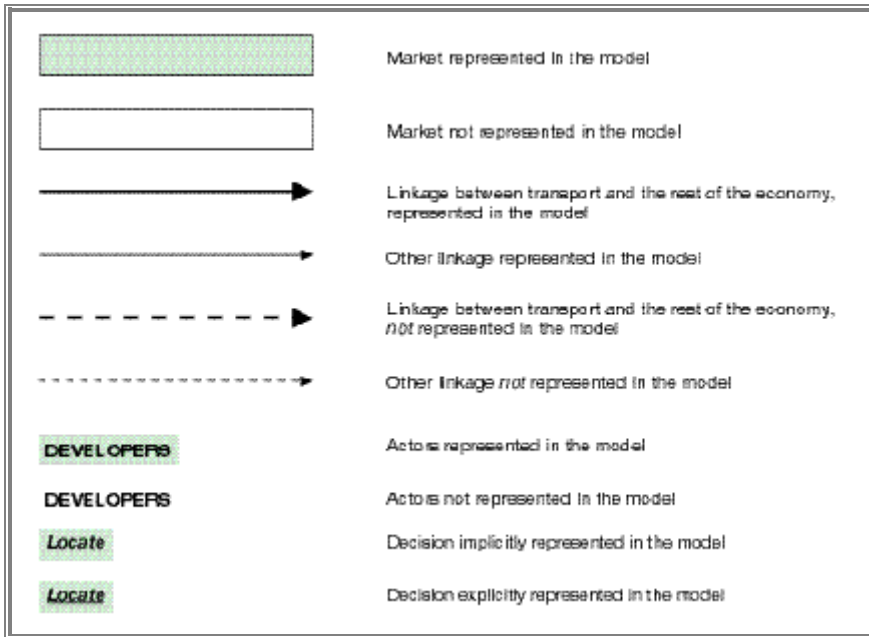 Market represented in the model
Market not represented in the model
Linkage between transport and the rest of the economy,
represented in the model
Other linkage represented in the model
Linkage between transport and the rest of the economy,
not represented in the model
Other linkage not represented in the model
DEVELOPERS
Actors represented in the model
DEVELOPERS
Actors not represented in the model
Locate
Decision implicitly represented in the model
Locate
Decision explicitly represented in the model